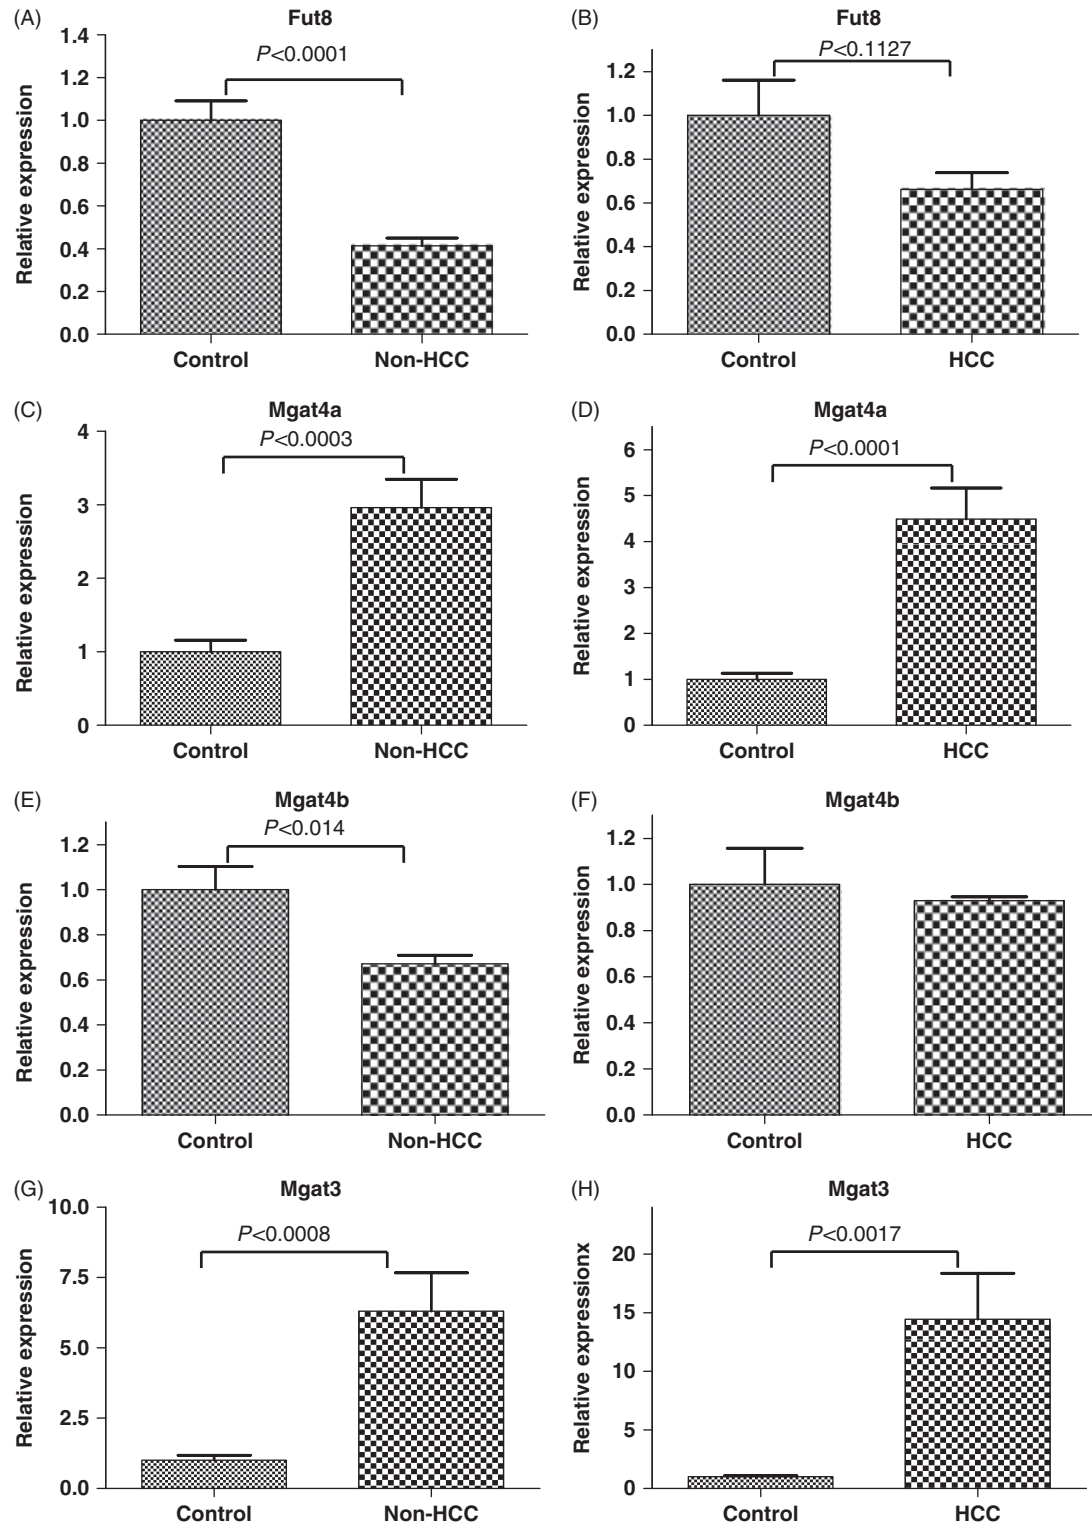 (A)
Fut8
P<0.0001
Relative expression
1.4
1.2
1.0
0.8
0.6
0.4
0.2
0.0
Control
Non-HCC
(B)
Fut8
P<0.1127
Relative expression
1.2
1.0
0.8
0.6
0.4
0.2
0.0
Control
HCC
(C)
Mgat4a
P<0.0003
Relative expression
4
3
2
1
0
Control
Non-HCC
(D)
Mgat4a
P<0.0001
Relative expression
6
5
4
3
2
1
0
Control
HCC
(E)
Mgat4b
P<0.014
Relative expression
1.2
1.0
0.8
0.6
0.4
0.2
0.0
Control
Non-HCC
(F)
Mgat4b
Relative expression
1.2
1.0
0.8
0.6
0.4
0.2
0.0
Control
HCC
(G)
Mgat3
P<0.0008
Relative expression
10.0
7.5
5.0
2.5
0.0
Control
Non-HCC
(H)
Mgat3
P<0.0017
Relative expressionx
20
15
10
5
0
Control
HCC